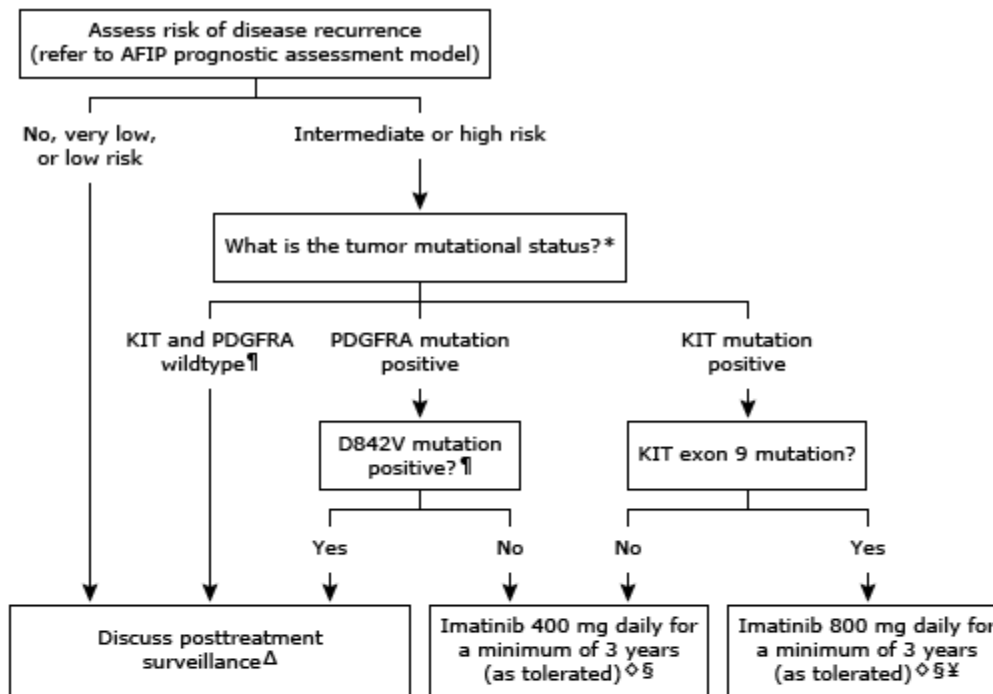 Assess risk of disease recurrence
(refer to AFIP prognostic assessment model)
No, very low,
or low risk
Intermediate or high risk
What is the tumor mutational status?*
KIT and PDGFRA
wildtype¶
PDGFRA mutation
positive
KIT mutation
positive
D842V mutation
positive?¶
KIT exon 9 mutation?
Yes
No
No
Yes
Discuss posttreatment
surveillanceΔ
Imatinib 400 mg daily for
a minimum of 3 years
(as tolerated)◇§
Imatinib 800 mg daily for
a minimum of 3 years
(as tolerated)◇§¥